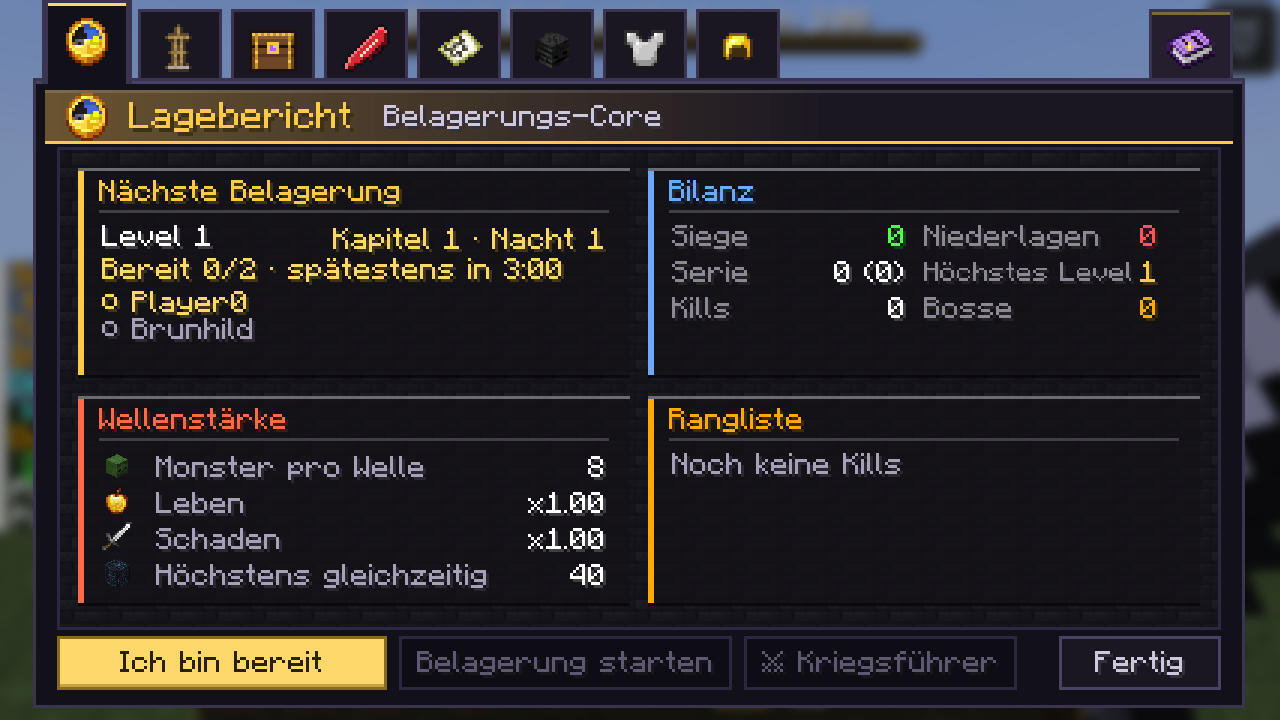 Lagebericht Belagerungs-Core
Nächste Belagerung
Level 1 Kapitel 1 · Nacht 1
Bereit 0/2 · spätestens in 3:00
Player0
Brunhild
Bilanz
Siege 0 Niederlagen 0
Serie 0 (0) Höchstes Level 1
Kills 0 Bosse 0
Wellenstärke
Monster pro Welle 8
Leben x1.00
Schaden x1.00
Höchstens gleichzeitig 40
Rangliste
Noch keine Kills
Ich bin bereit
Belagerung starten
⚔ Kriegsführer
Fertig